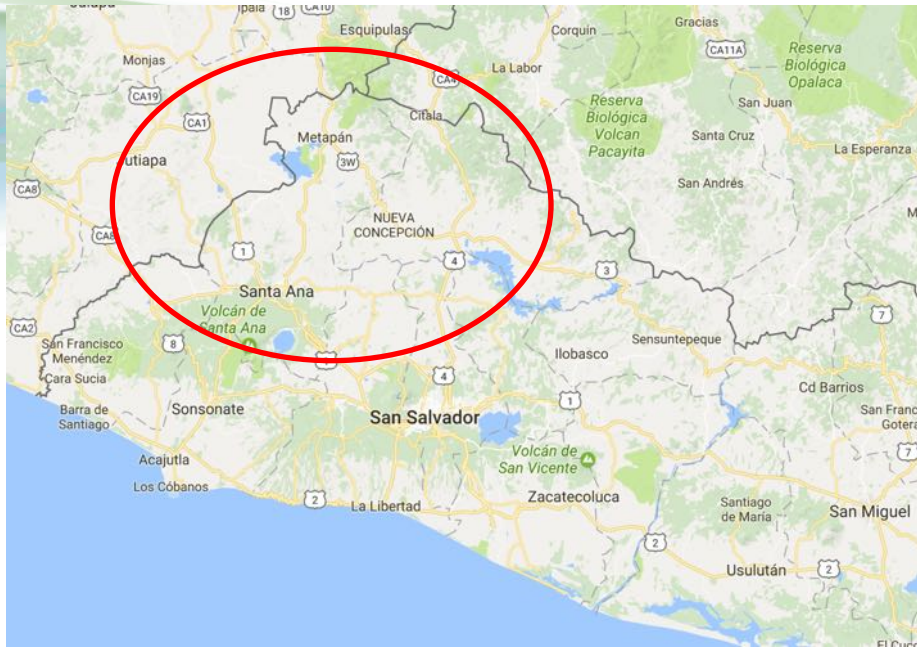 Ipala
18
CA10
Esquipulas
Corquin
Gracias
CA11A
Reserva
Biológica
Opalaca
Monjas
La Labor
CA4
CA19
CA1
Citala
Reserva
Biológica
Volcan
Pacayita
San Juan
Metapán
Santa Cruz
La Esperanza
Jutiapa
3W
CA8
San Andrés
NUEVA
CONCEPCIÓN
CA8
1
4
3
Santa Ana
Volcán de
Santa Ana
7
CA2
San Francisco
Menéndez
8
Sensuntepeque
Ilobasco
Cara Sucia
4
Cd Barrios
Barra de
Santiago
Sonsonate
San Salvador
1
San Franc
Gotera
Acajutla
Volcán de
San Vicente
7
Los Cóbanos
2
La Libertad
Zacatecoluca
Santiago
de María
San Miguel
2
Usulután
2
El Cuco